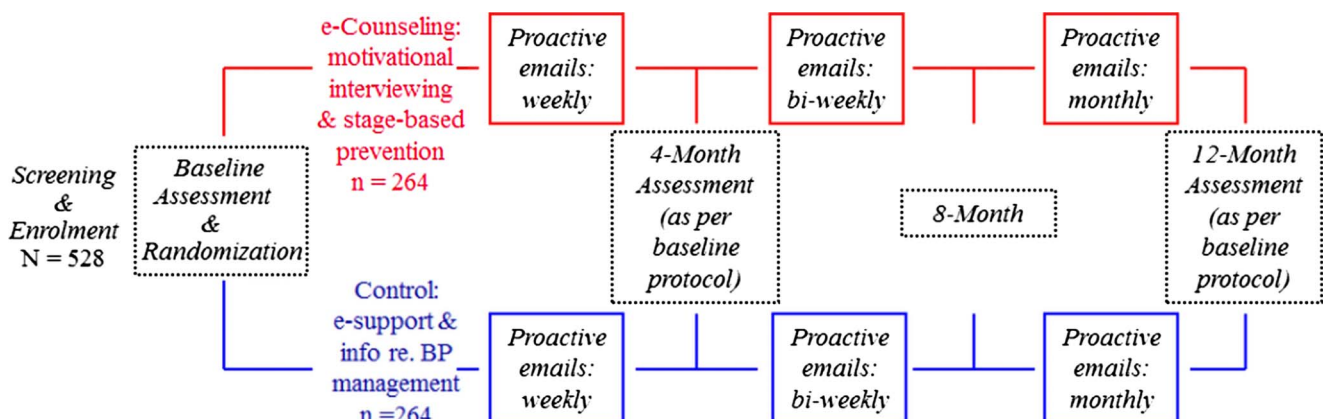 Screening
&
Enrolment
N = 528
Baseline
Assessment
&
Randomization
e-Counseling:
motivational
interviewing
& stage-based
prevention
n = 264
Proactive
emails:
weekly
Proactive
emails:
bi-weekly
Proactive
emails:
monthly
4-Month
Assessment
(as per
baseline
protocol)
8-Month
12-Month
Assessment
(as per
baseline
protocol)
Control:
e-support &
info re. BP
management
n =264
Proactive
emails:
weekly
Proactive
emails:
bi-weekly
Proactive
emails:
monthly